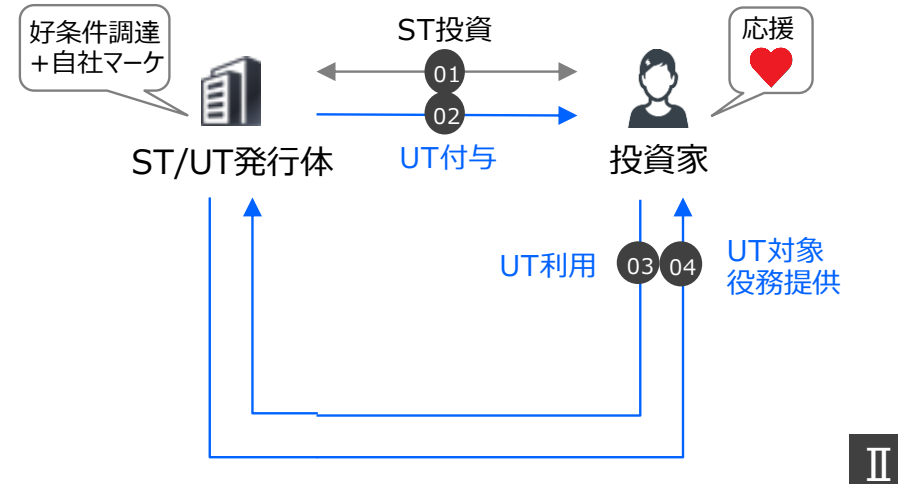 好条件調達
＋自社マーケ
ST投資
応援
01
02
ST/UT発行体
UT付与
投資家
UT利用
03
04
UT対象
役務提供
Ⅱ